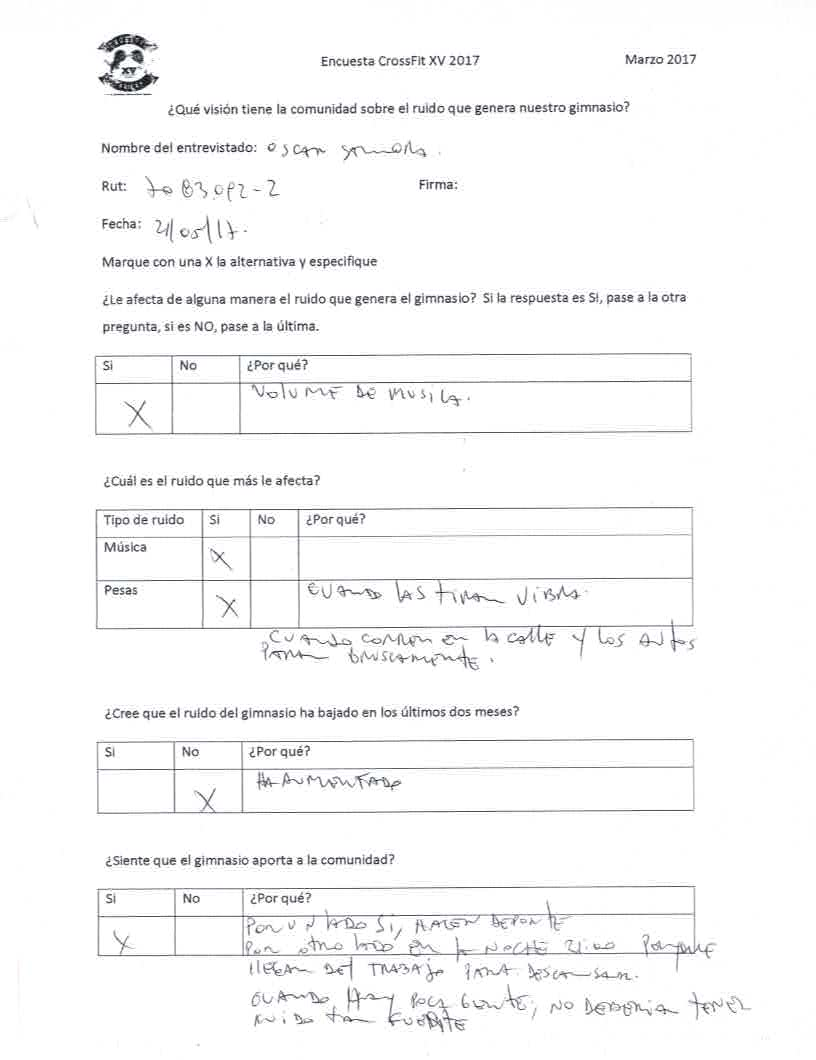 XV
Encuesta CrossFit XV 2017 Marzo 2017
¿Qué visión tiene la comunidad sobre el ruido que genera nuestro gimnasio?
Nombre del entrevistado: OSCAR
Rut: Firma:
Fecha: 21/05/17.
Marque con una X la alternativa y especifique
¿Le afecta de alguna manera el ruido que genera el gimnasio? Si la respuesta es SI, pase a la otra
pregunta, si es NO, pase a la última.
Si No ¿Por qué?
X VOLUME DE MUSICA.
¿Cuál es el ruido que más le afecta?
Tipo de ruido Si No ¿Por qué?
Música X
Pesas X CUANDO LAS TIRAN VIBRA.
CUANDO CORREN EN LA CALLE Y LOS AUTOS
PARAN BRUSCAMENTE.
¿Cree que el ruido del gimnasio ha bajado en los últimos dos meses?
Si No ¿Por qué?
X HA AUMENTADO
¿Siente que el gimnasio aporta a la comunidad?
Si No ¿Por qué?
POR UN LADO SI, HACEN DEPORTE
X POR OTRO LADO EN LA NOCHE 21:00 PORQUE
LLEGAN DEL TRABAJO PARA DESCANSAR.
CUANDO HAY POCA GENTE, NO DEBERIA TENER
RUIDO TAN FUERTE